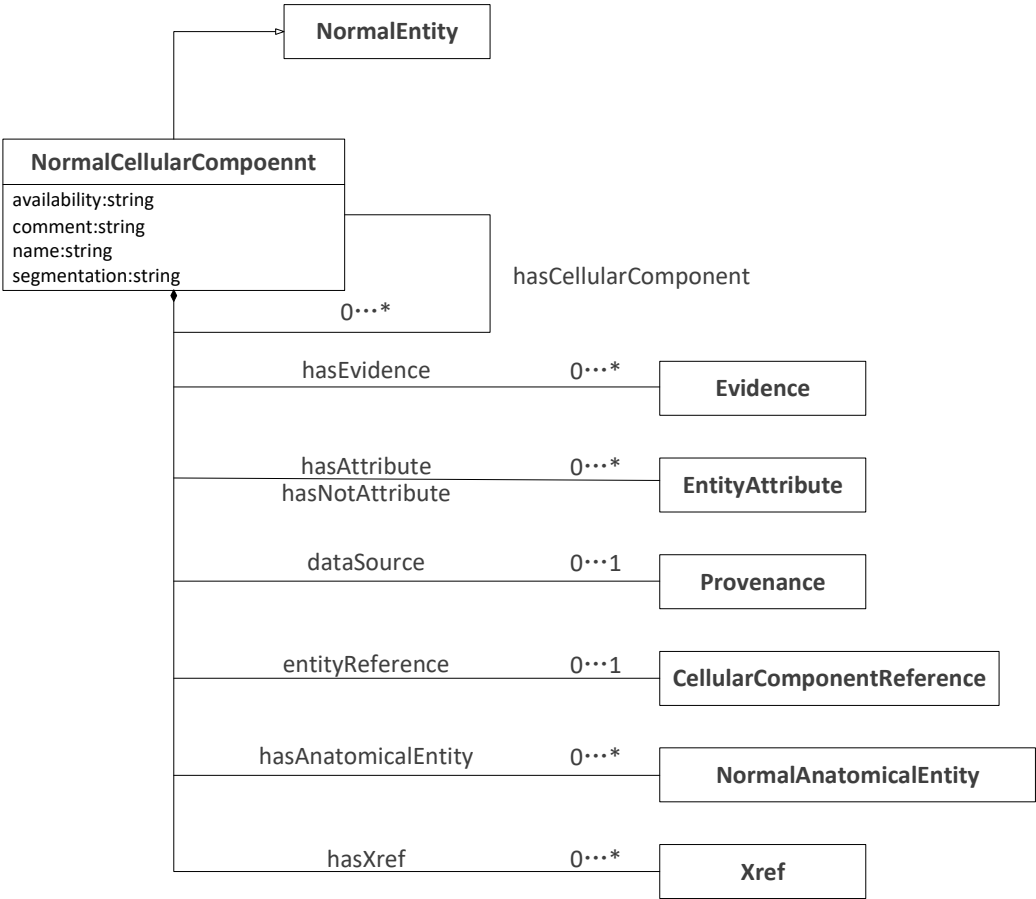 NormalEntity
NormalCellularCompoennt
availability:string
comment:string
name:string
segmentation:string
hasCellularComponent
0⋯*
hasEvidence 0⋯*
Evidence
hasAttribute 0⋯*
hasNotAttribute
EntityAttribute
dataSource 0⋯1
Provenance
entityReference 0⋯1
CellularComponentReference
hasAnatomicalEntity 0⋯*
NormalAnatomicalEntity
hasXref 0⋯*
Xref